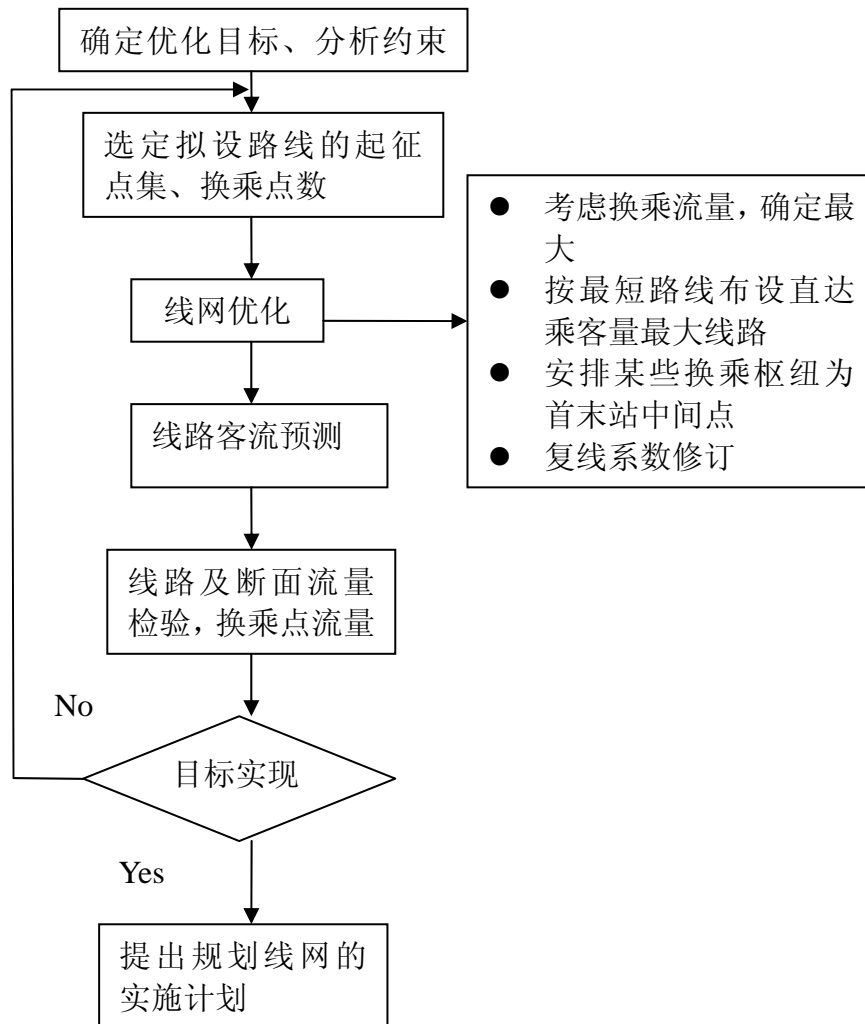 确定优化目标、分析约束
选定拟设路线的起征
点集、换乘点数
线网优化
● 考虑换乘流量，确定最
大
● 按最短路线布设直达
乘客量最大线路
● 安排某些换乘枢纽为
首末站中间点
● 复线系数修订
线路客流预测
线路及断面流量
检验，换乘点流量
No
目标实现
Yes
提出规划线网的
实施计划